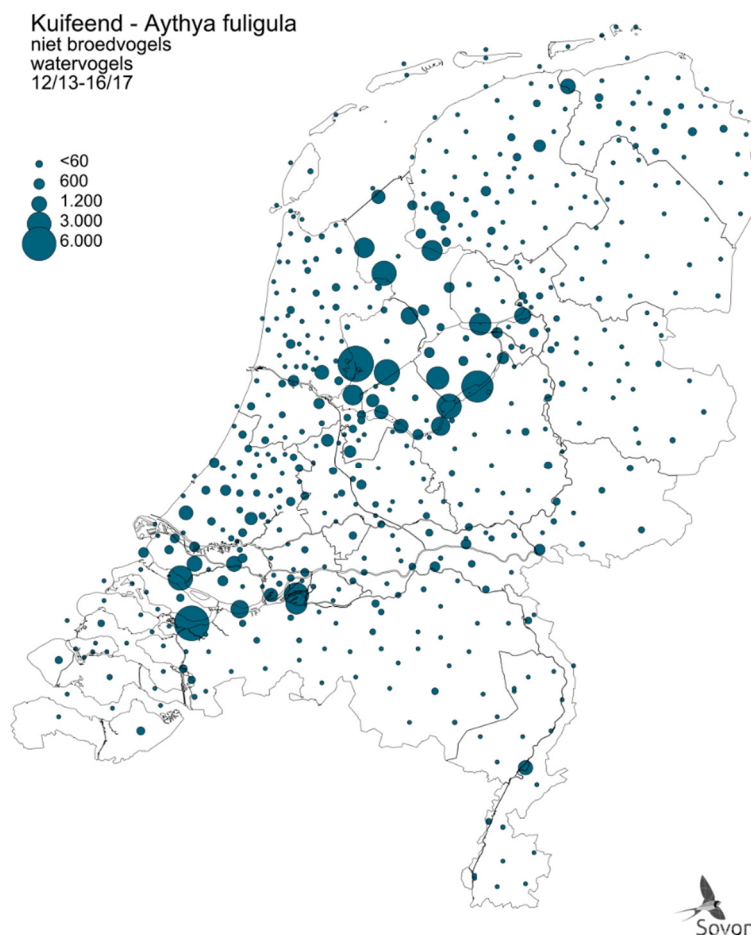 Kuifeend - Aythya fuligula
niet broedvogels
watervogels
12/13-16/17
<60
600
1.200
3.000
6.000
Sovon